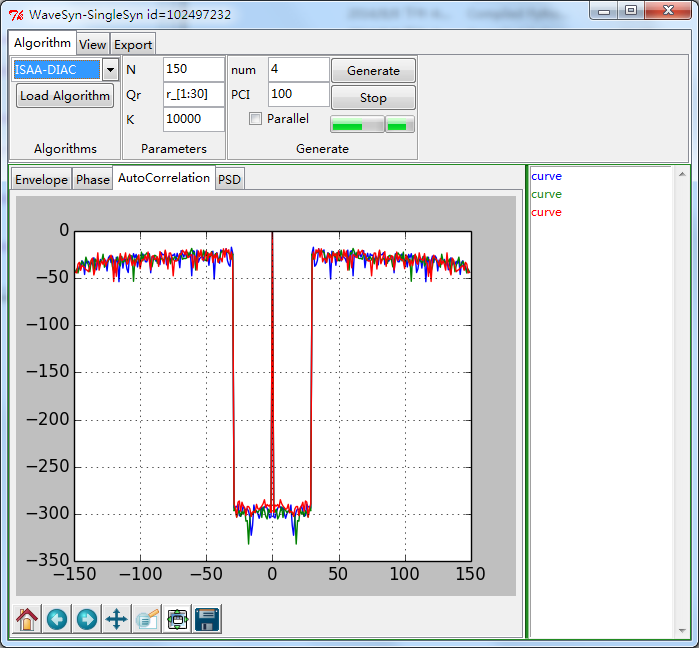 WaveSyn-SingleSyn id=102497232
Algorithm View Export
ISAA-DIAC N 150 num 4 Generate
Load Algorithm Qr r_[1:30] PCI 100 Stop
K 10000 Parallel
Algorithms Parameters Generate
Envelope Phase AutoCorrelation PSD
curve
curve
curve
0
−50
−100
−150
−200
−250
−300
−350
−150 −100 −50 0 50 100 150